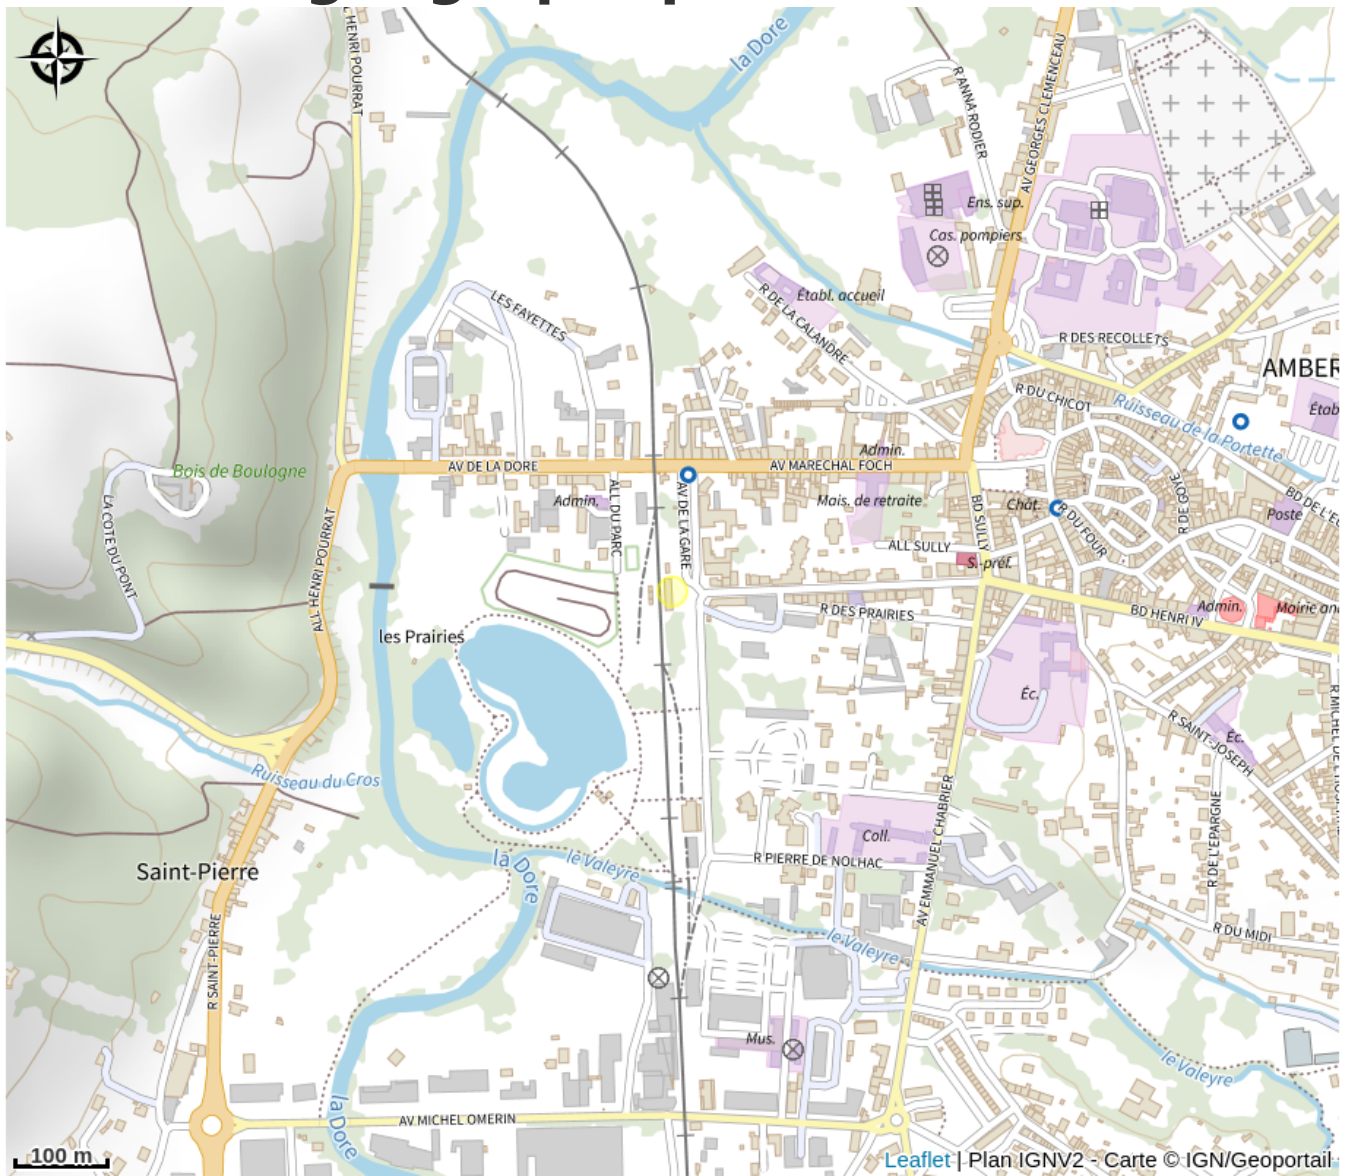 la Dore
L HENRI POURRAT
R ANNA RODIER
AV GEORGES CLEMENCEAU
Ens. sup.
Cas. pompiers
Établ. accueil
R DE LA CALANDRE
LES FAYETTES
R DES RECOLLETS
AMBER
R DU CHICOT
Ruisseau de la Portette
Étab
Bois de Boulogne
AV DE LA DORE
AV MARECHAL FOCH
Admin.
LA COTE DU PONT
ALL HENRI POURRAT
Admin.
ALL DU PARC
AV DE LA GARE
Mais. de retraite
BD SULLY
Chât.
R DU FOUR
R DE GOYE
BD DE L'EU
Poste
ALL SULLY
S.-préf.
R DES PRAIRIES
BD HENRI IV
Admin.
Mairie an
les Prairies
Éc.
R SAINT-JOSEPH
Éc.
Ruisseau du Cros
Saint-Pierre
la Dore
le Valeyre
R PIERRE DE NOLHAC
Coll.
AV EMMANUEL CHABRIER
R DE L'EPARGNE
R DU MIDI
R SAINT-PIERRE
le Valeyre
Mus.
le Valeyre
la Dore
AV MICHEL OMERIN
100 m
Leaflet | Plan IGNV2 - Carte © IGN/Geoportail